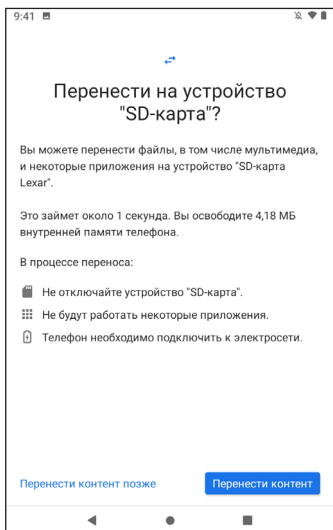 9:41
Перенести на устройство
"SD-карта"?
Вы можете перенести файлы, в том числе мультимедиа,
и некоторые приложения на устройство "SD-карта
Lexar".
Это займет около 1 секунда. Вы освободите 4,18 МБ
внутренней памяти телефона.
В процессе переноса:
Не отключайте устройство "SD-карта".
Не будут работать некоторые приложения.
Телефон необходимо подключить к электросети.
Перенести контент позже
Перенести контент